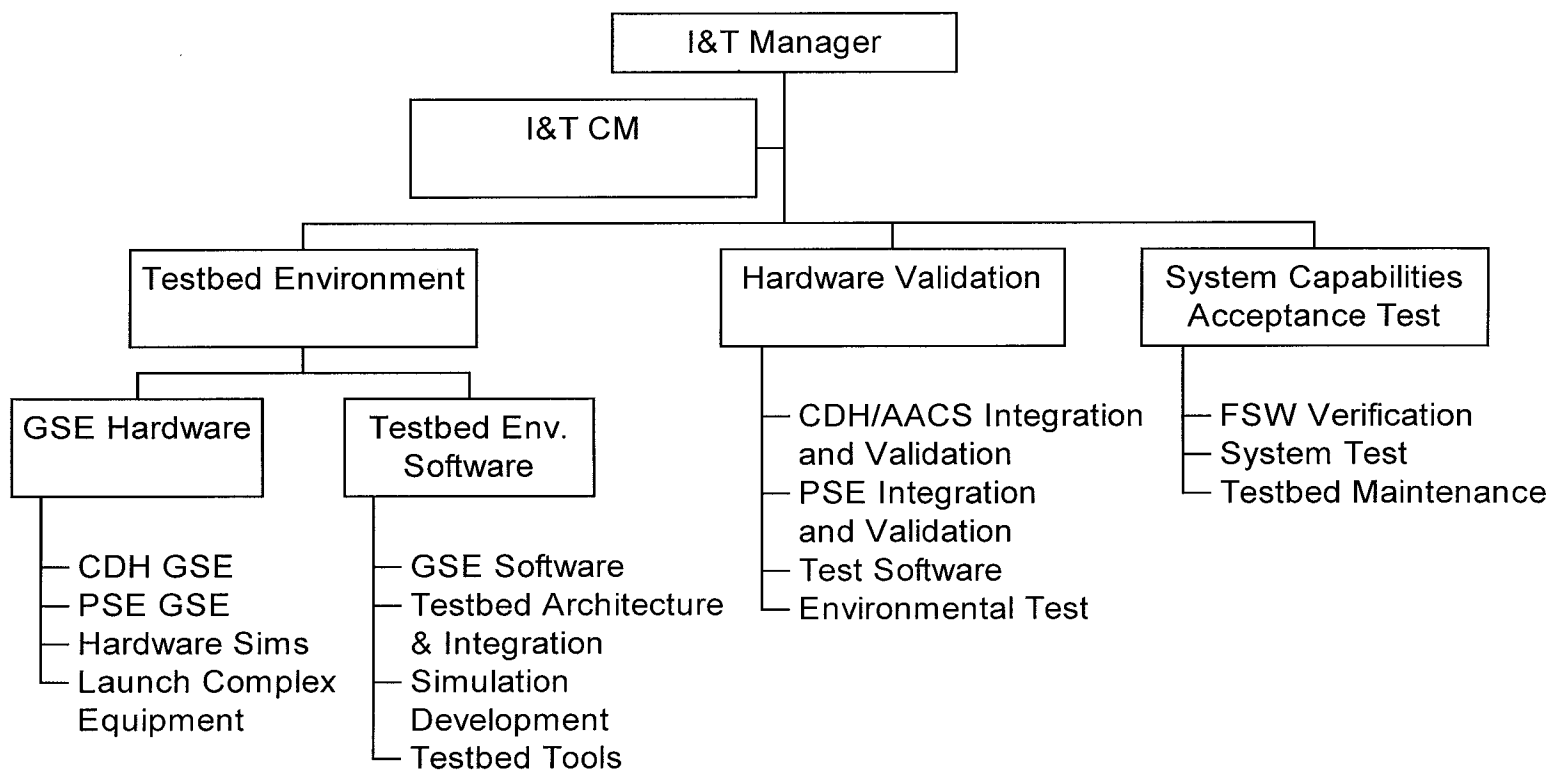 I&T Manager
I&T CM
Testbed Environment
Hardware Validation
System Capabilities
Acceptance Test
GSE Hardware
Testbed Env.
Software
CDH GSE
PSE GSE
Hardware Sims
Launch Complex
Equipment
GSE Software
Testbed Architecture
& Integration
Simulation
Development
Testbed Tools
CDH/AACS Integration
and Validation
PSE Integration
and Validation
Test Software
Environmental Test
FSW Verification
System Test
Testbed Maintenance